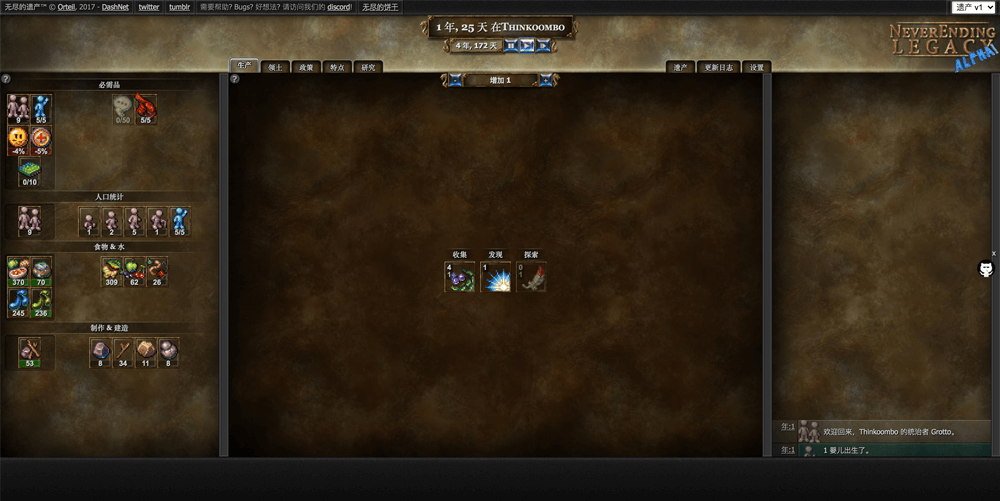 无尽的遗产™ © Ortell, 2017 - DashNet twitter tumblr 需要帮助? Bugs? 好想法? 请访问我们的 discord! 无尽的饼干 遗产 v1
1 年, 25 天 在THINKOOMBO
4 年, 172 天
NEVERENDING
LEGACY
ALPHA
生产 领土 政策 特点 研究 遗产 更新日志 设置
? ? - 增加 1 +
必需品
9 5/5 0/50 5/5
-4% -5%
0/10
人口统计
9 1 2 5 1 5/5
食物 & 水
370 70 309 62 26
245 236
制作 & 建造
53 8 34 11 8
收集 发现 探索
4 1 0
1 1
x
年:1 欢迎回来，Thinkoombo 的统治者 Grotto。
年:1 1 婴儿出生了。